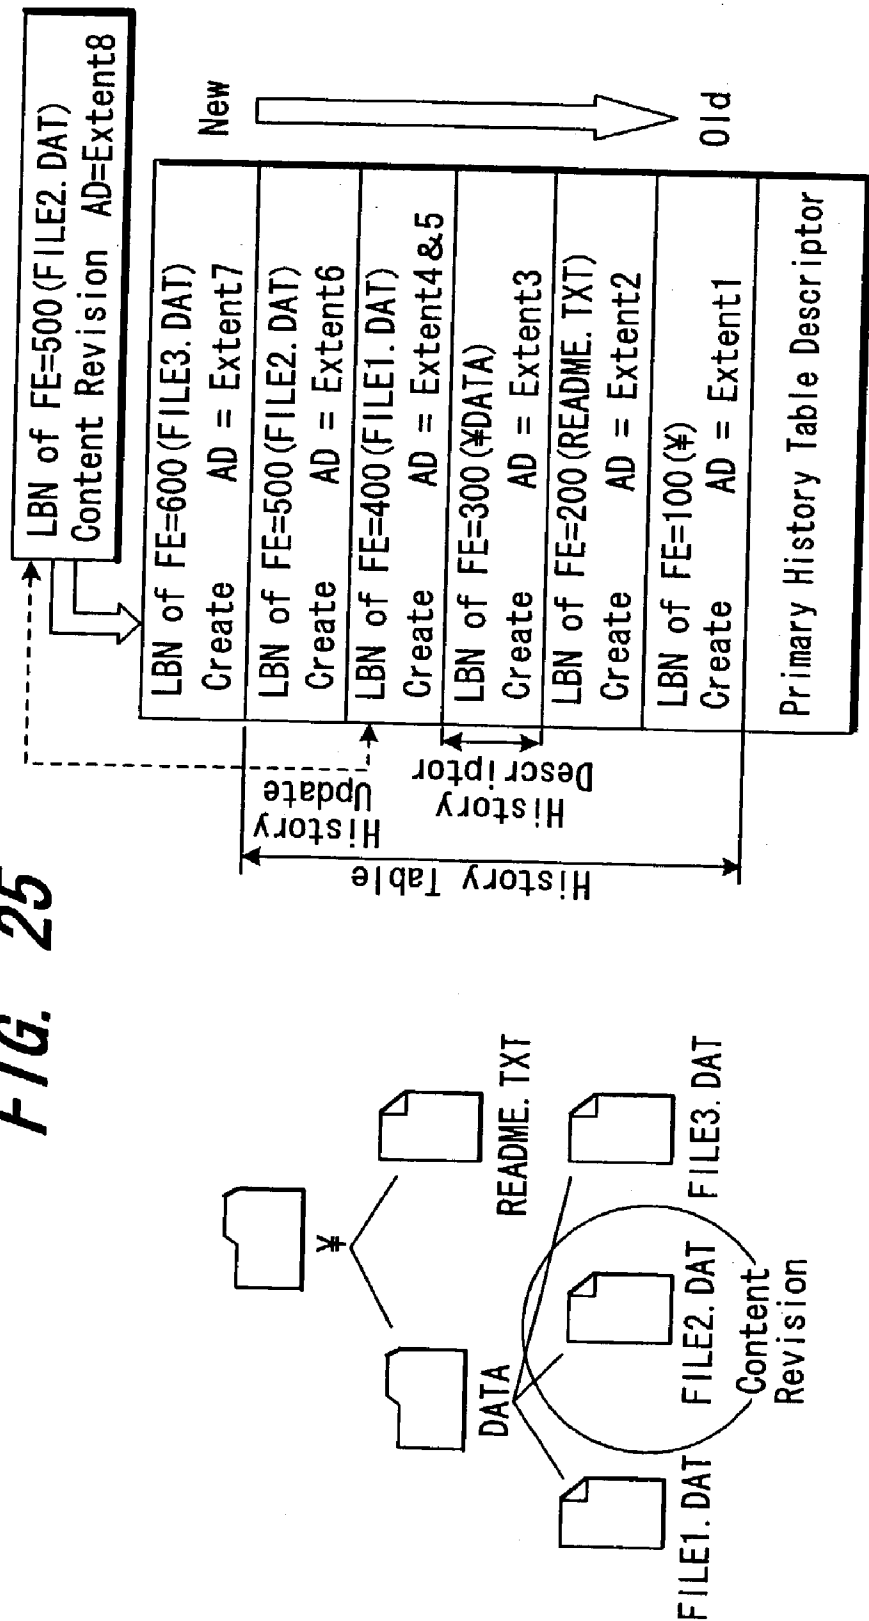 FIG. 25
¥
DATA
README.TXT
FILE1.DAT
FILE2.DAT
FILE3.DAT
Content
Revision
LBN of FE=500(FILE2.DAT)
Content Revision AD=Extent8
LBN of FE=600(FILE3.DAT)
Create AD = Extent7
LBN of FE=500(FILE2.DAT)
Create AD = Extent6
LBN of FE=400(FILE1.DAT)
Create AD = Extent4&5
LBN of FE=300(¥DATA)
Create AD = Extent3
LBN of FE=200(README.TXT)
Create AD = Extent2
LBN of FE=100(¥)
Create AD = Extent1
Primary History Table Descriptor
History
Update
History
Descriptor
History Table
New
Old